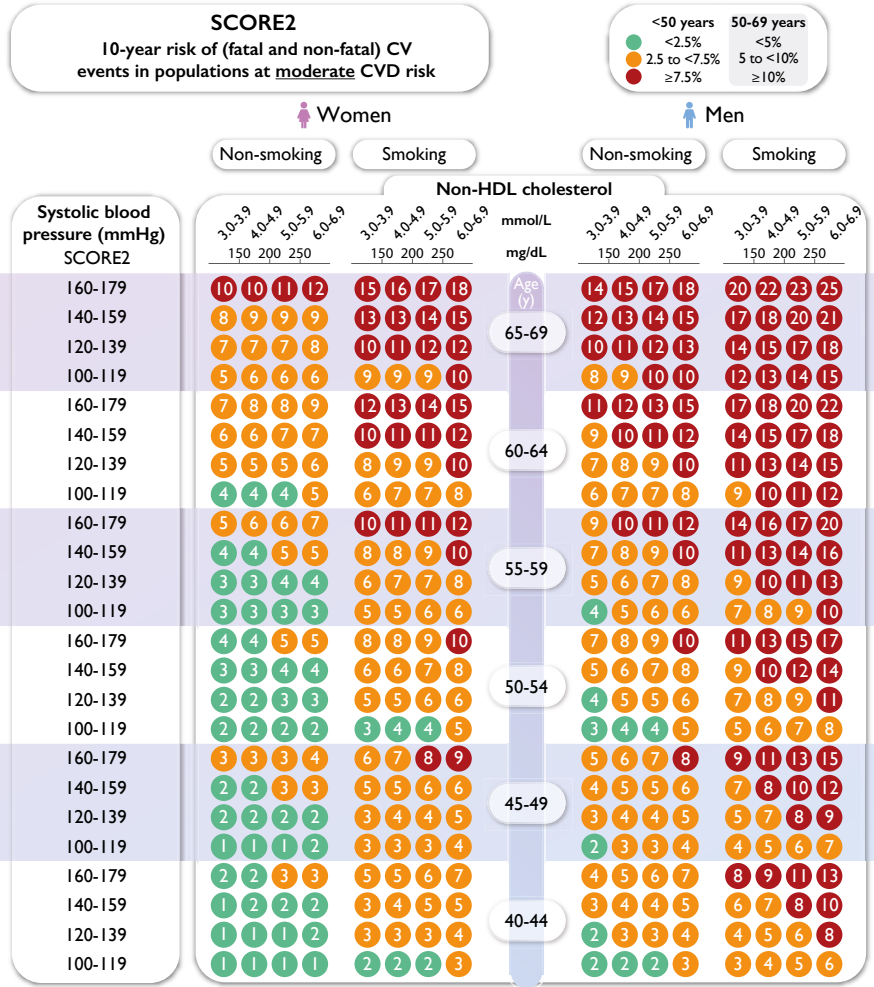 SCORE2
10-year risk of (fatal and non-fatal) CV
events in populations at moderate CVD risk
<50 years 50-69 years
<2.5% <5%
2.5 to <7.5% 5 to <10%
≥7.5% ≥10%
Women Men
Non-smoking Smoking Non-smoking Smoking
Non-HDL cholesterol
Systolic blood
pressure (mmHg)
SCORE2
3.0-3.9 4.0-4.9 5.0-5.9 6.0-6.9 3.0-3.9 4.0-4.9 5.0-5.9 6.0-6.9 mmol/L 3.0-3.9 4.0-4.9 5.0-5.9 6.0-6.9 3.0-3.9 4.0-4.9 5.0-5.9 6.0-6.9
150 200 250 150 200 250 mg/dL 150 200 250 150 200 250
Age
(y)
160-179 10 10 11 12 15 16 17 18 14 15 17 18 20 22 23 25
140-159 8 9 9 9 13 13 14 15 12 13 14 15 17 18 20 21
65-69
120-139 7 7 7 8 10 11 12 12 10 11 12 13 14 15 17 18
100-119 5 6 6 6 9 9 9 10 8 9 10 10 12 13 14 15
160-179 7 8 8 9 12 13 14 15 11 12 13 15 17 18 20 22
140-159 6 6 7 7 10 11 11 12 9 10 11 12 14 15 17 18
60-64
120-139 5 5 5 6 8 9 9 10 7 8 9 10 11 13 14 15
100-119 4 4 4 5 6 7 7 8 6 7 7 8 9 10 11 12
160-179 5 6 6 7 10 11 11 12 9 10 11 12 14 16 17 20
140-159 4 4 5 5 8 8 9 10 7 8 9 10 11 13 14 16
55-59
120-139 3 3 4 4 6 7 7 8 5 6 7 8 9 10 11 13
100-119 3 3 3 3 5 5 6 6 4 5 6 6 7 8 9 10
160-179 4 4 5 5 8 8 9 10 7 8 9 10 11 13 15 17
140-159 3 3 4 4 6 6 7 8 5 6 7 8 9 10 12 14
50-54
120-139 2 2 3 3 5 5 6 6 4 5 5 6 7 8 9 11
100-119 2 2 2 2 3 4 4 5 3 4 4 5 5 6 7 8
160-179 3 3 3 4 6 7 8 9 5 6 7 8 9 11 13 15
140-159 2 2 3 3 5 5 6 6 4 5 5 6 7 8 10 12
45-49
120-139 2 2 2 2 3 4 4 5 3 4 4 5 5 7 8 9
100-119 1 1 1 2 3 3 3 4 2 3 3 4 4 5 6 7
160-179 2 2 3 3 5 5 6 7 4 5 6 7 8 9 11 13
140-159 1 2 2 2 3 4 5 5 3 4 4 5 6 7 8 10
40-44
120-139 1 1 1 2 3 3 3 4 2 3 3 4 4 5 6 8
100-119 1 1 1 1 2 2 2 3 2 2 2 3 3 4 5 6